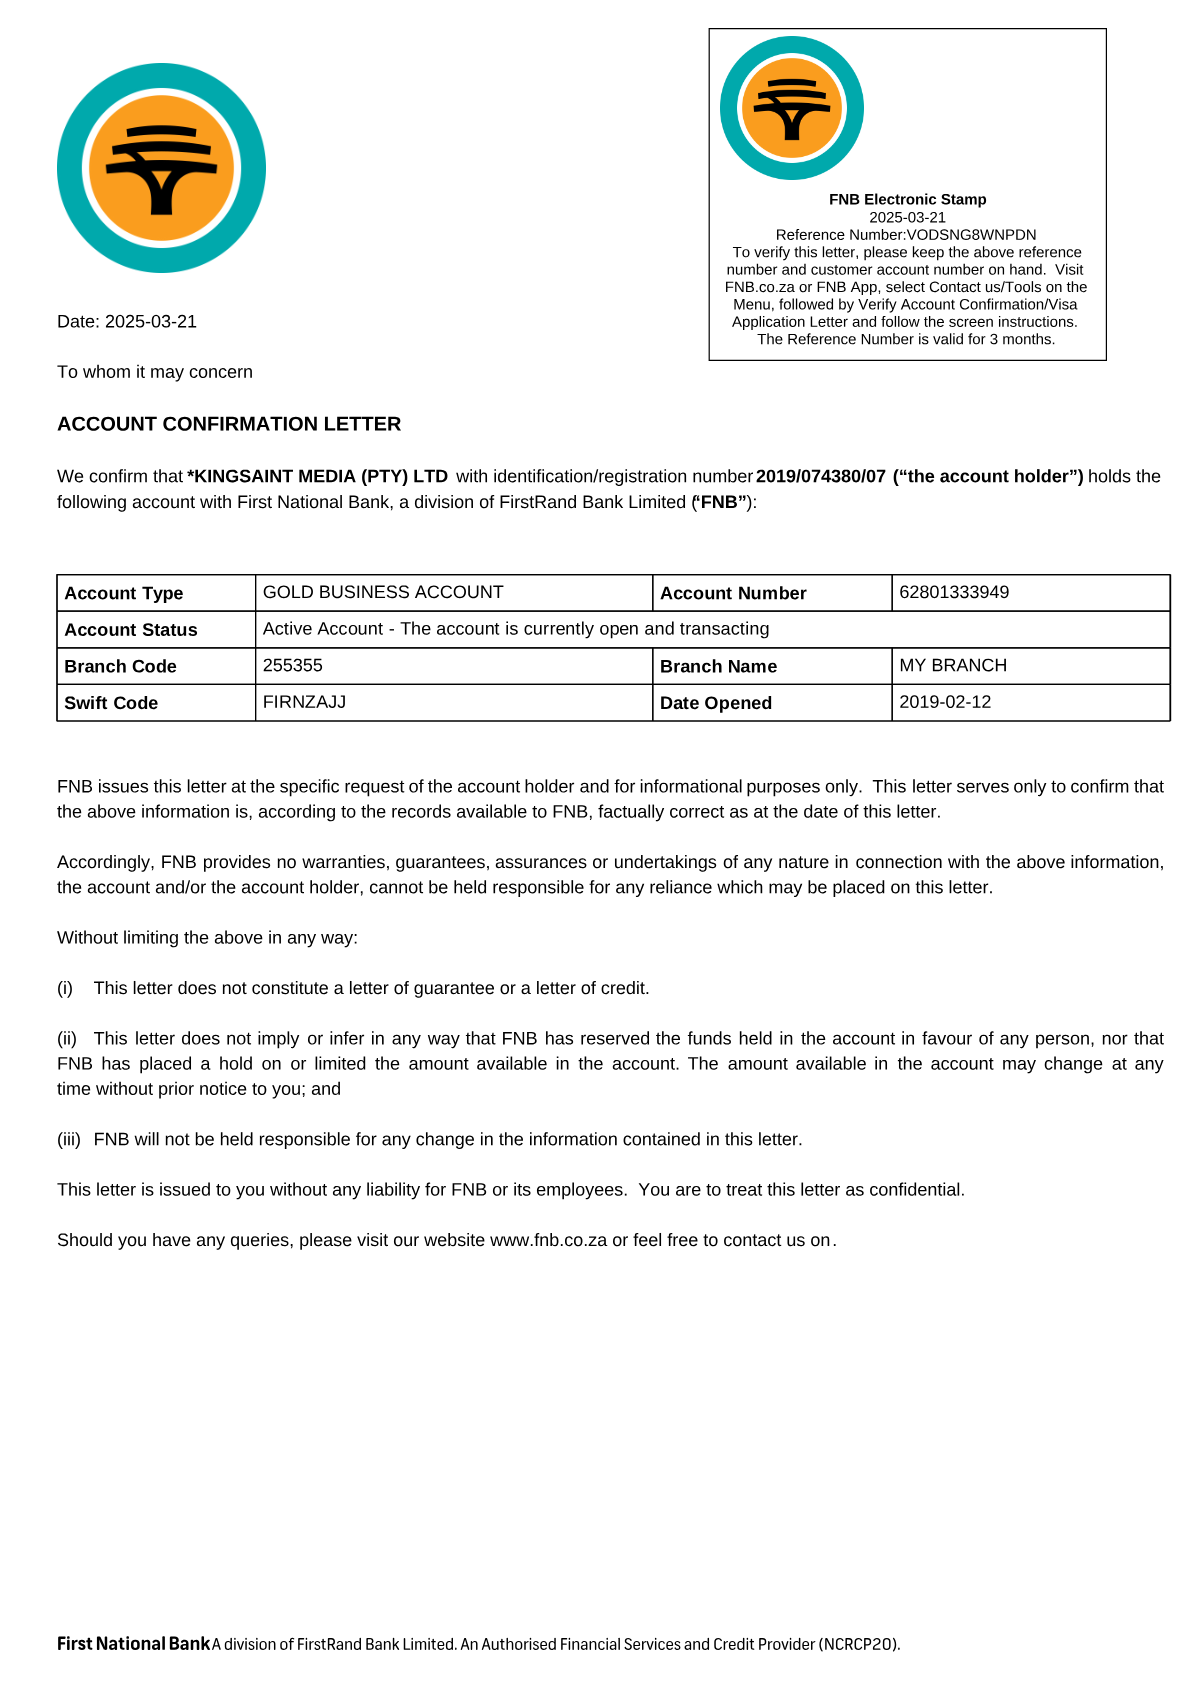 FNB Electronic Stamp
2025-03-21
Reference Number:VODSNG8WNPDN
To verify this letter, please keep the above reference
number and customer account number on hand.  Visit
FNB.co.za or FNB App, select Contact us/Tools on the
Menu, followed by Verify Account Confirmation/Visa
Application Letter and follow the screen instructions.
The Reference Number is valid for 3 months.
Date: 2025-03-21
To whom it may concern
ACCOUNT CONFIRMATION LETTER
We confirm that *KINGSAINT MEDIA (PTY) LTD with identification/registration number 2019/074380/07 (“the account holder”) holds the
following account with First National Bank, a division of FirstRand Bank Limited (“FNB”):
Account Type GOLD BUSINESS ACCOUNT Account Number 62801333949
Account Status Active Account - The account is currently open and transacting
Branch Code 255355 Branch Name MY BRANCH
Swift Code FIRNZAJJ Date Opened 2019-02-12
FNB issues this letter at the specific request of the account holder and for informational purposes only.  This letter serves only to confirm that
the above information is, according to the records available to FNB, factually correct as at the date of this letter.
Accordingly, FNB provides no warranties, guarantees, assurances or undertakings of any nature in connection with the above information,
the account and/or the account holder, cannot be held responsible for any reliance which may be placed on this letter.
Without limiting the above in any way:
(i) This letter does not constitute a letter of guarantee or a letter of credit.
(ii) This letter does not imply or infer in any way that FNB has reserved the funds held in the account in favour of any person, nor that
FNB has placed a hold on or limited the amount available in the account. The amount available in the account may change at any
time without prior notice to you; and
(iii) FNB will not be held responsible for any change in the information contained in this letter.
This letter is issued to you without any liability for FNB or its employees.  You are to treat this letter as confidential.
Should you have any queries, please visit our website www.fnb.co.za or feel free to contact us on.
First National Bank A division of FirstRand Bank Limited. An Authorised Financial Services and Credit Provider (NCRCP20).